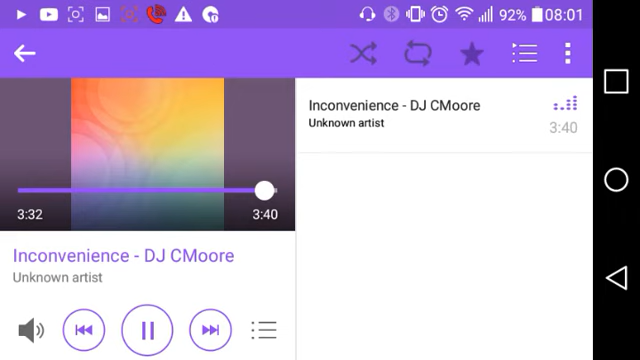 92% 08:01
Inconvenience - DJ CMoore
Unknown artist
3:40
3:32 3:40
Inconvenience - DJ CMoore
Unknown artist